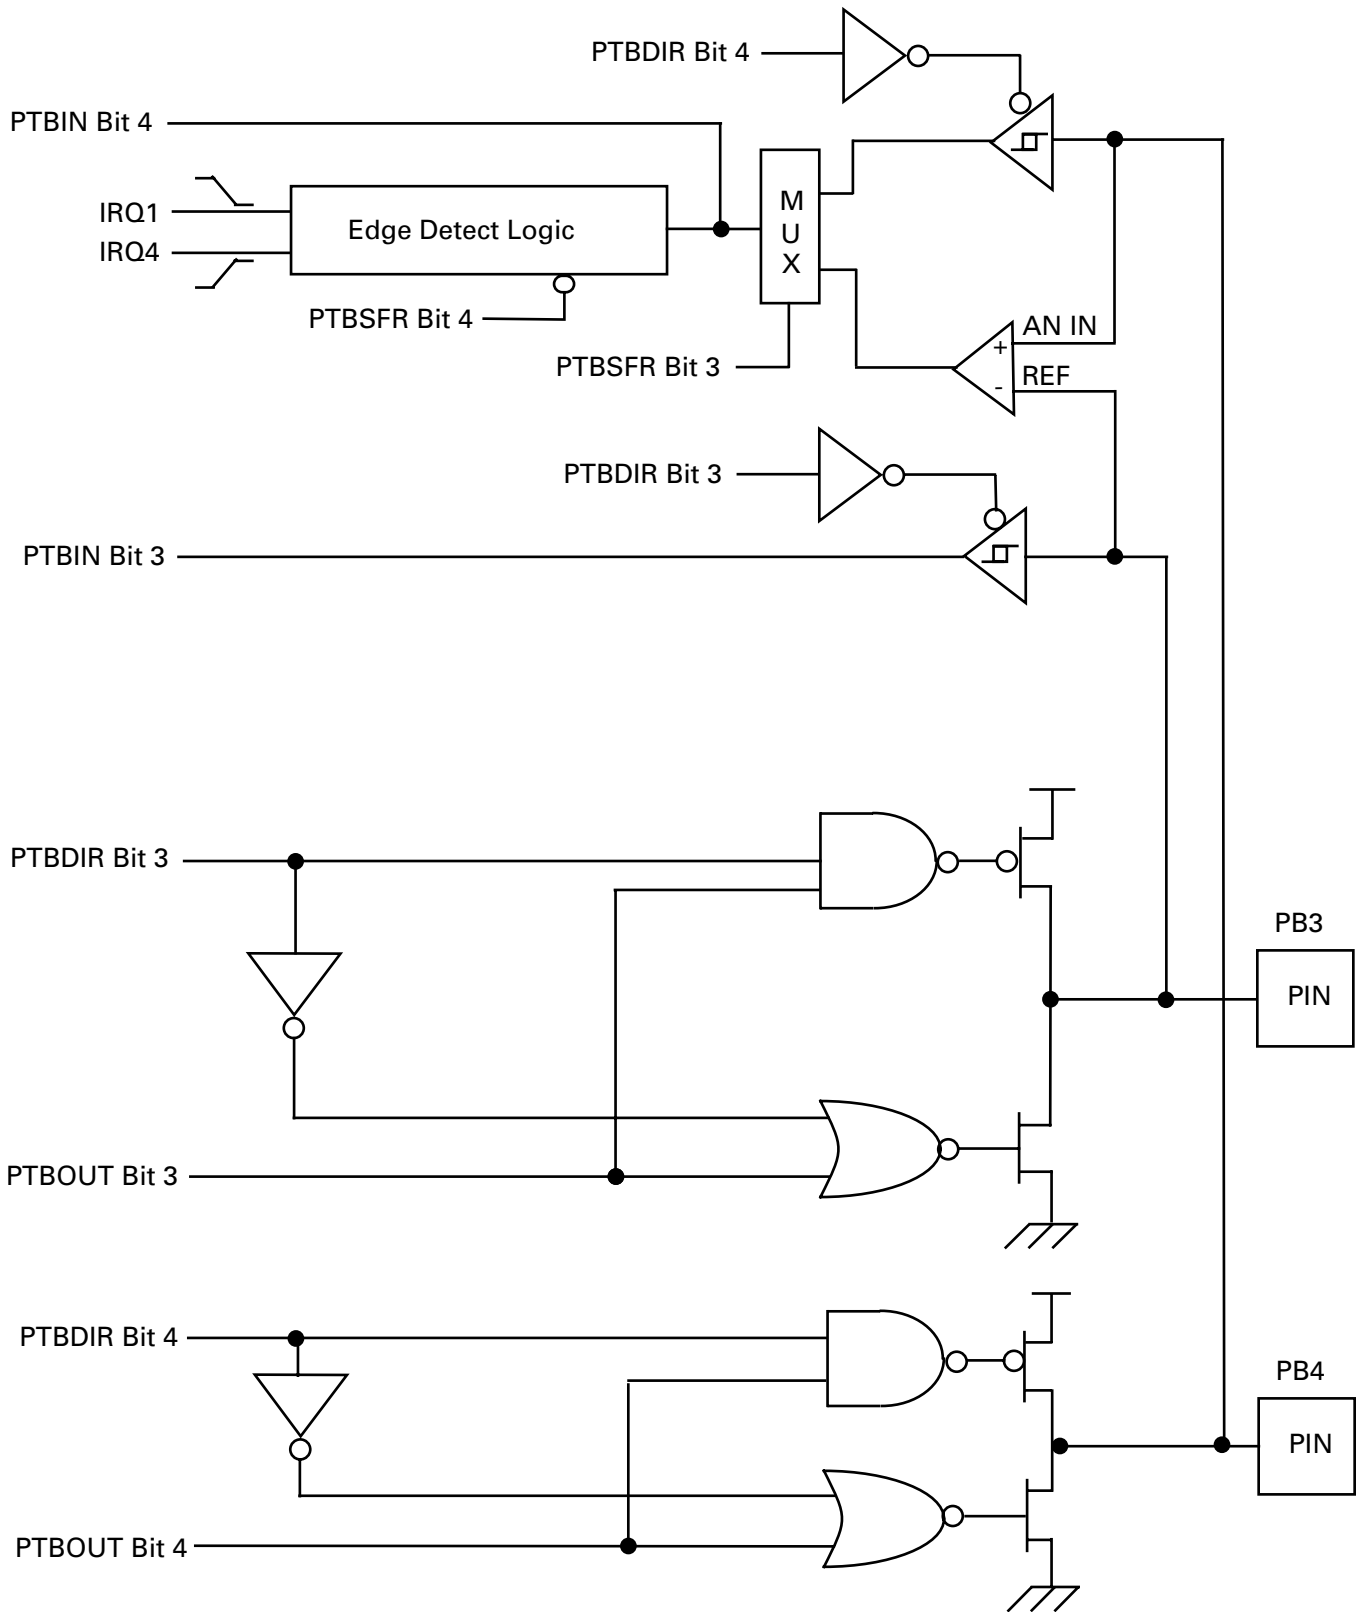 PTBDIR Bit 4
PTBIN Bit 4
IRQ1
IRQ4
Edge Detect Logic
M
U
X
PTBSFR Bit 4
PTBSFR Bit 3
AN IN
+
REF
-
PTBDIR Bit 3
PTBIN Bit 3
PTBDIR Bit 3
PB3
PIN
PTBOUT Bit 3
PTBDIR Bit 4
PB4
PIN
PTBOUT Bit 4